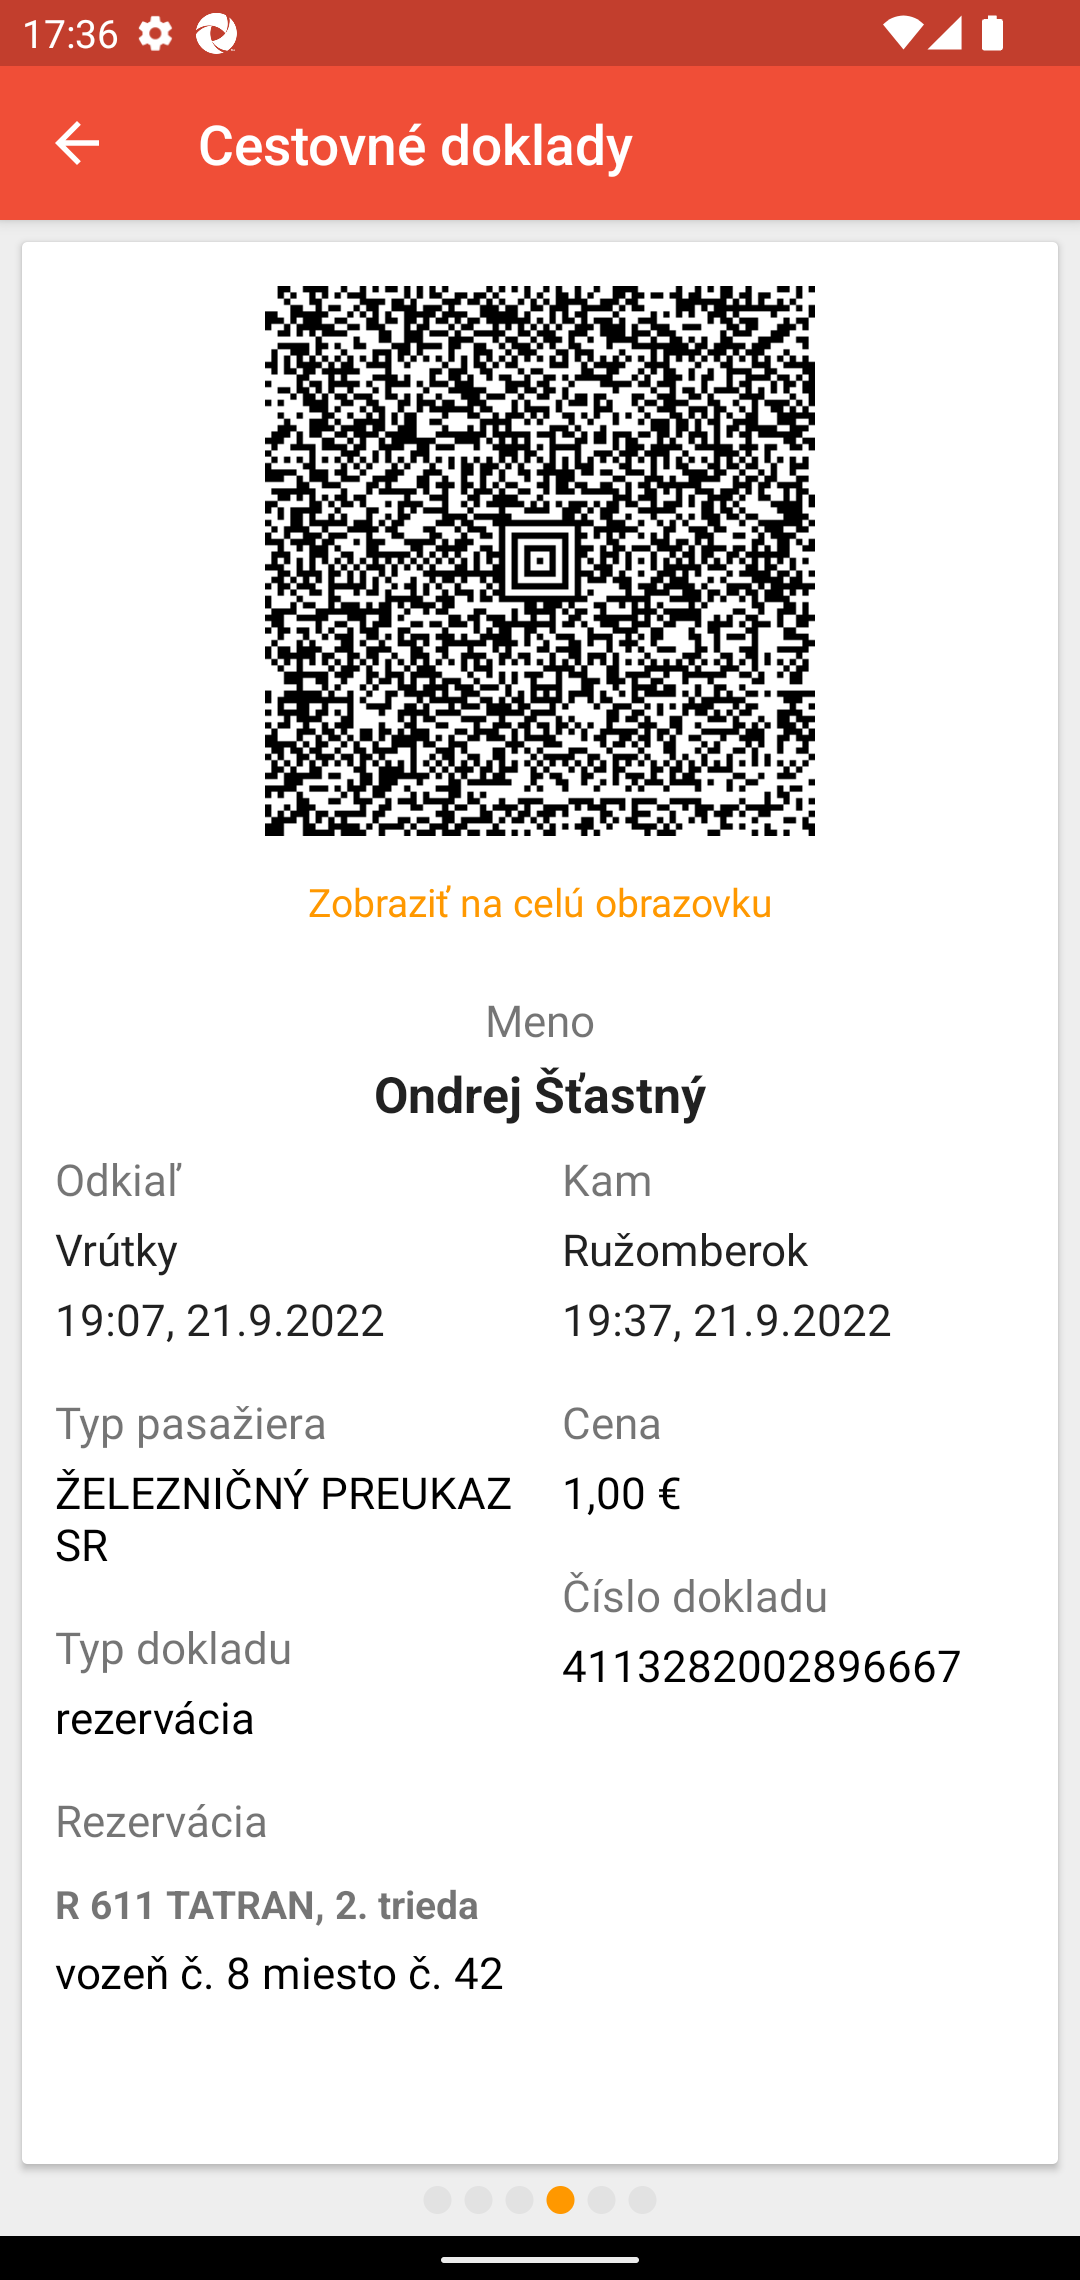 17:36
Cestovné doklady
Zobraziť na celú obrazovku
Meno
Ondrej Šťastný
Odkiaľ
Vrútky
19:07, 21.9.2022
Kam
Ružomberok
19:37, 21.9.2022
Typ pasažiera
ŽELEZNIČNÝ PREUKAZ
SR
Cena
1,00 €
Číslo dokladu
4113282002896667
Typ dokladu
rezervácia
Rezervácia
R 611 TATRAN, 2. trieda
vozeň č. 8 miesto č. 42